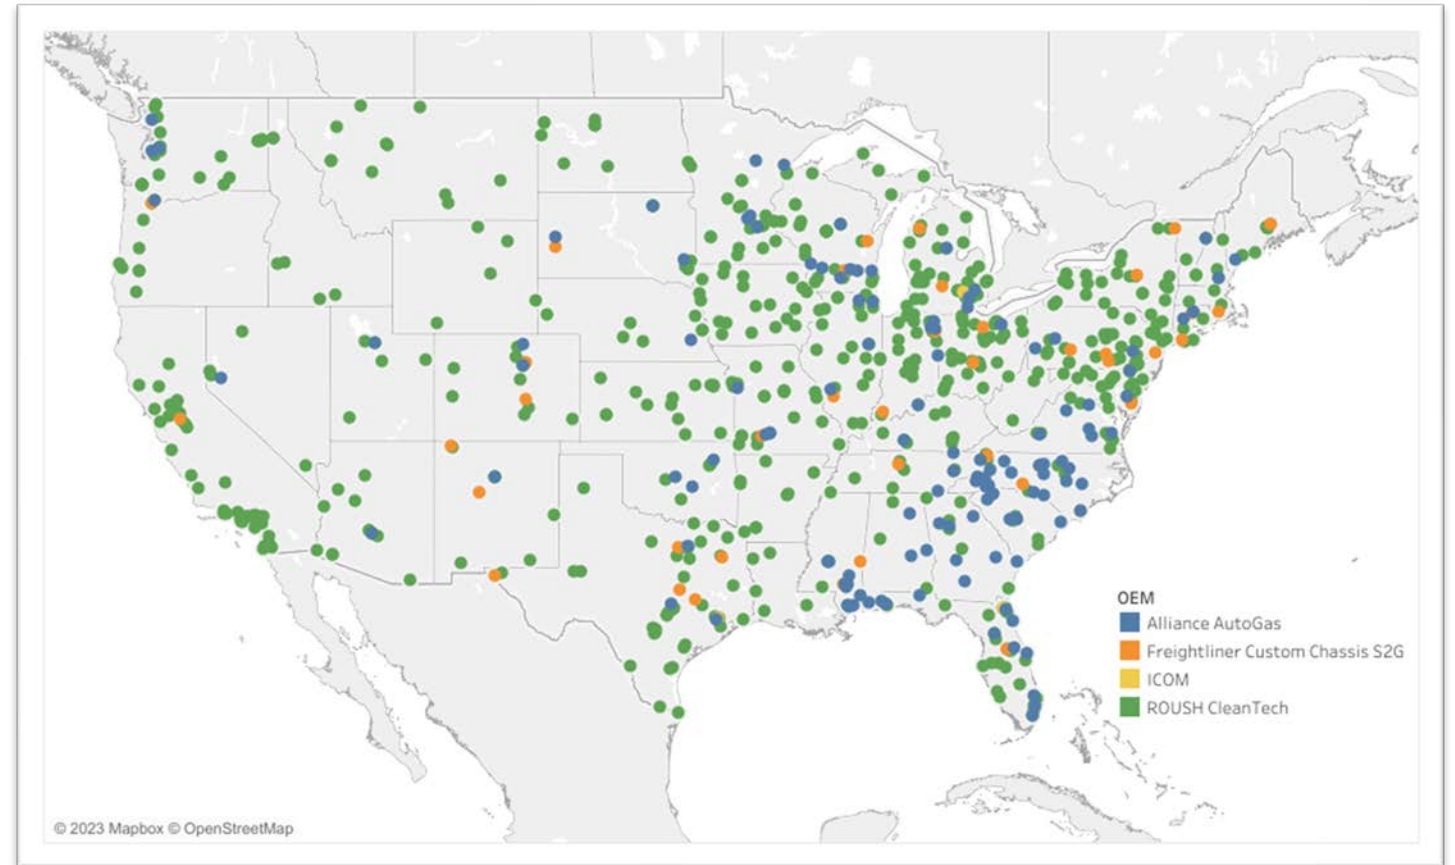 OEM
Alliance AutoGas
Freightliner Custom Chassis S2G
ICOM
ROUSH CleanTech
© 2023 Mapbox © OpenStreetMap